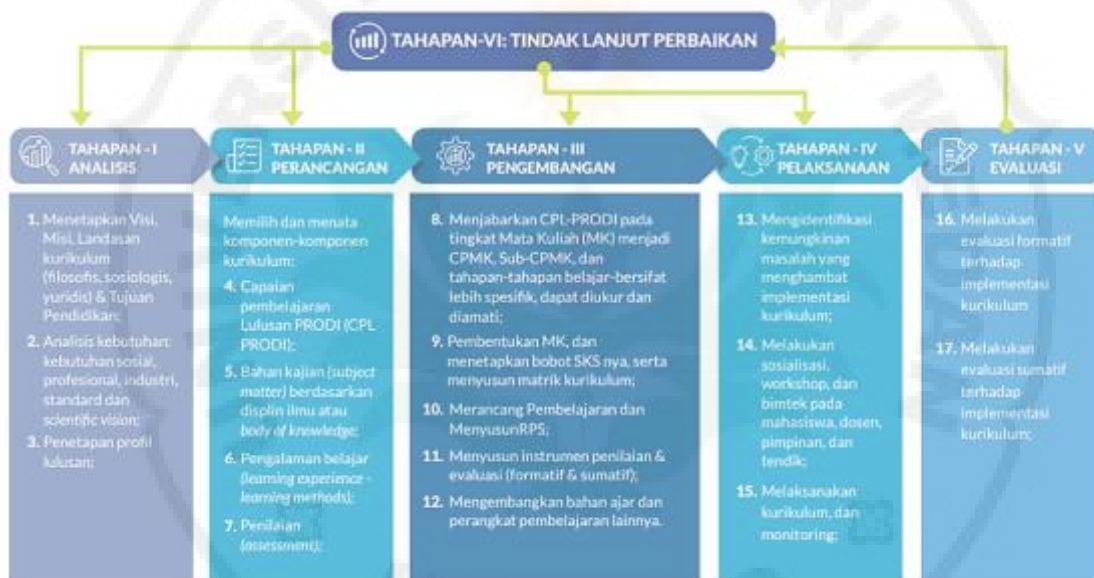 TAHAPAN-VI: TINDAK LANJUT PERBAIKAN
TAHAPAN - I
ANALISIS
1. Menetapkan Visi,
Misi, Landasan
kurikulum
(filosofis, sosiologis,
yuridis) & Tujuan
Pendidikan;
2. Analisis kebutuhan:
kebutuhan sosial,
profesional, industri,
standard dan
scientific vision;
3. Penetapan profil
lulusan;
TAHAPAN - II
PERANCANGAN
Memilih dan menata
komponen-komponen
kurikulum:
4. Capaian
pembelajaran
Lulusan PRODI (CPL
PRODI);
5. Bahan kajian (subject
matter) berdasarkan
displin ilmu atau
body of knowledge;
6. Pengalaman belajar
(learning experience -
learning methods);
7. Penilaian
(assessment);
TAHAPAN - III
PENGEMBANGAN
8. Menjabarkan CPL-PRODI pada
tingkat Mata Kuliah (MK) menjadi
CPMK, Sub-CPMK, dan
tahapan-tahapan belajar-bersifat
lebih spesifik, dapat diukur dan
diamati;
9. Pembentukan MK, dan
menetapkan bobot SKS nya, serta
menyusun matrik kurikulum;
10. Merancang Pembelajaran dan
MenyusunRPS;
11. Menyusun instrumen penilaian &
evaluasi (formatif & sumatif);
12. Mengembangkan bahan ajar dan
perangkat pembelajaran lainnya.
TAHAPAN - IV
PELAKSANAAN
13. Mengidentifikasi
kemungkinan
masalah yang
menghambat
implementasi
kurikulum;
14. Melakukan
sosialisasi,
workshop, dan
bimtek pada
mahasiswa, dosen,
pimpinan, dan
tendik;
15. Melaksanakan
kurikulum, dan
monitoring;
TAHAPAN - V
EVALUASI
16. Melakukan
evaluasi formatif
terhadap
implementasi
kurikulum
17. Melakukan
evaluasi sumatif
terhadap
implementasi
kurikulum;